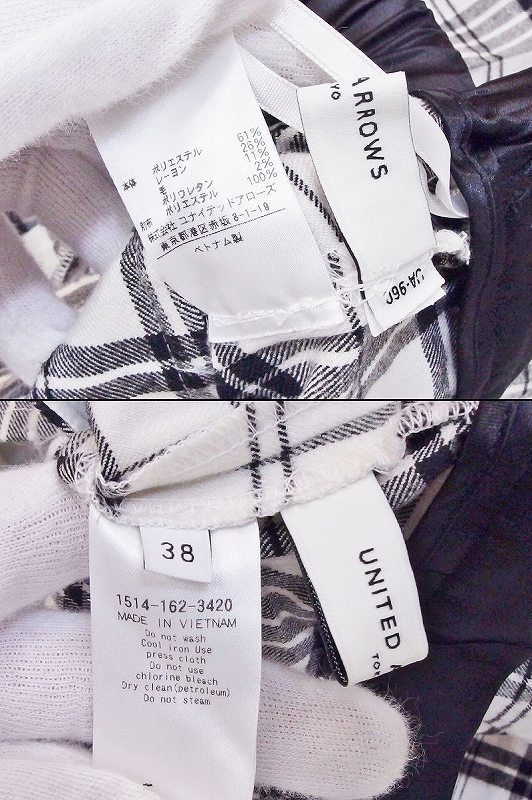 本体 ポリエステル 61%
レーヨン 26%
毛 11%
ポリウレタン 2%
別布 ポリエステル 100%
株式会社 ユナイテッドアローズ
東京都港区赤坂 8-1-19
ベトナム製
ARROWS
YO
UA-960
38
1514-162-3420
MADE IN VIETNAM
Do not wash
Cool iron Use
press cloth
Do not use
chlorine bleach
Dry clean(petroleum)
Do not steam
UNITED
TO